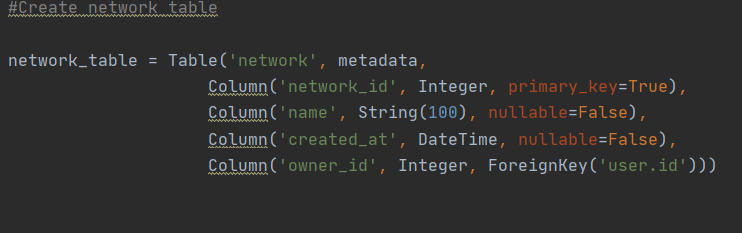 #Create network table
network_table = Table('network', metadata,
Column('network_id', Integer, primary_key=True),
Column('name', String(100), nullable=False),
Column('created_at', DateTime, nullable=False),
Column('owner_id', Integer, ForeignKey('user.id')))